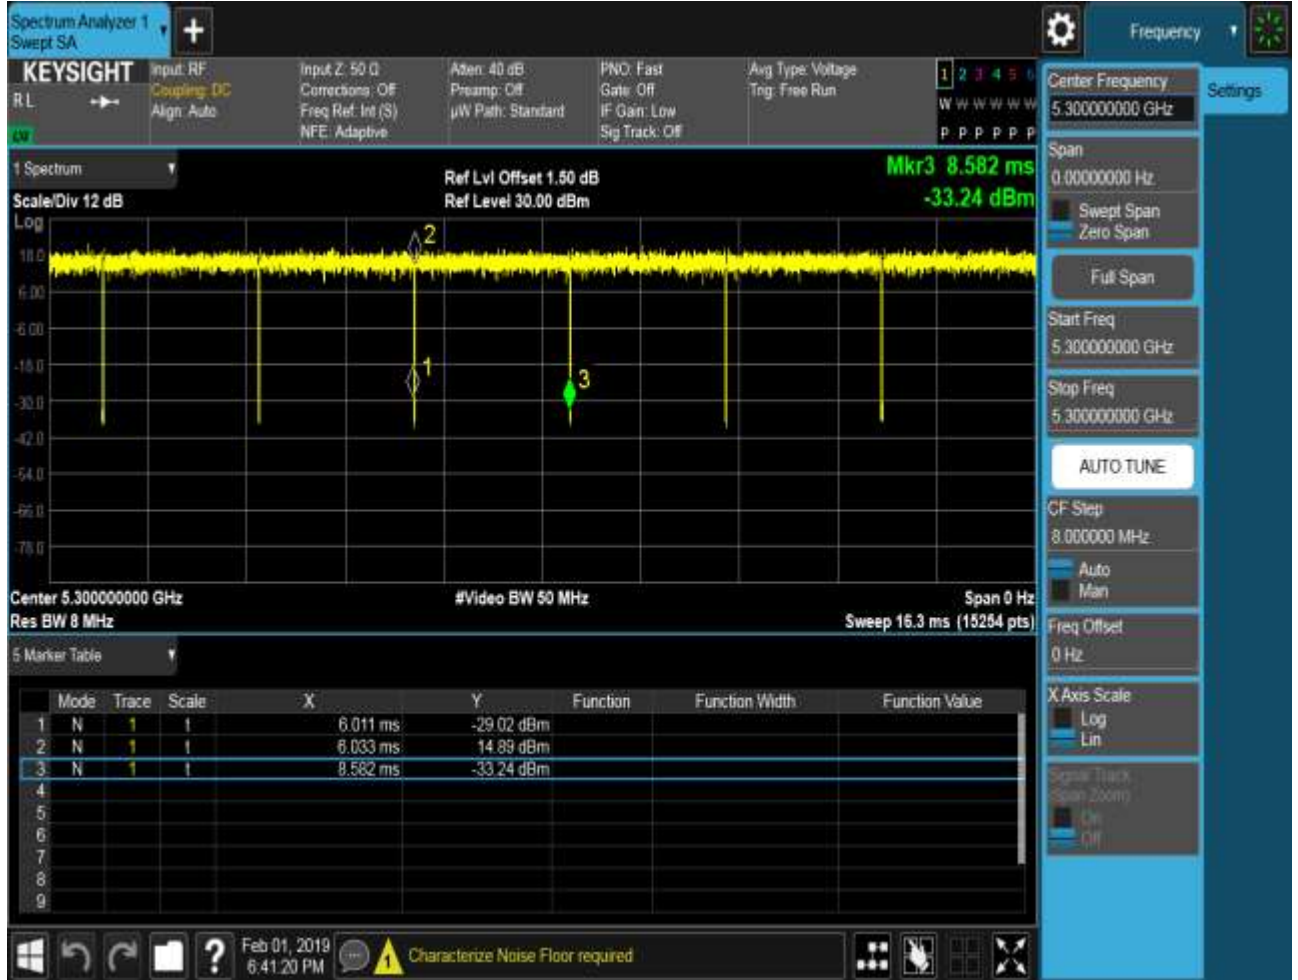 Spectrum Analyzer 1
Swept SA
+
Frequency
KEYSIGHT
RL
Input: RF
Coupling: DC
Align: Auto
Input Z: 50 Ω
Corrections: Off
Freq Ref: Int (S)
NFE: Adaptive
Atten: 40 dB
Preamp: Off
µW Path: Standard
PNO: Fast
Gate: Off
IF Gain: Low
Sig Track: Off
Avg Type: Voltage
Trig: Free Run
1 2 3 4 5 6
W W W W W W
P P P P P P
1 Spectrum
Scale/Div 12 dB
Log
Ref Lvl Offset 1.50 dB
Ref Level 30.00 dBm
Mkr3 8.582 ms
-33.24 dBm
18.0
6.00
-6.00
-18.0
-30.0
-42.0
-54.0
-66.0
-78.0
2
1
3
Center 5.300000000 GHz
#Video BW 50 MHz
Span 0 Hz
Res BW 8 MHz
Sweep 16.3 ms (15254 pts)
5 Marker Table
Mode Trace Scale X Y Function Function Width Function Value
1 N 1 t 6.011 ms -29.02 dBm
2 N 1 t 6.033 ms 14.89 dBm
3 N 1 t 8.582 ms -33.24 dBm
4
5
6
7
8
9
Center Frequency
5.300000000 GHz
Settings
Span
0.00000000 Hz
Swept Span
Zero Span
Full Span
Start Freq
5.300000000 GHz
Stop Freq
5.300000000 GHz
AUTO TUNE
CF Step
8.000000 MHz
Auto
Man
Freq Offset
0 Hz
X Axis Scale
Log
Lin
Signal Track
(Span Zoom)
On
Off
?
Feb 01, 2019
6:41:20 PM
1
Characterize Noise Floor required